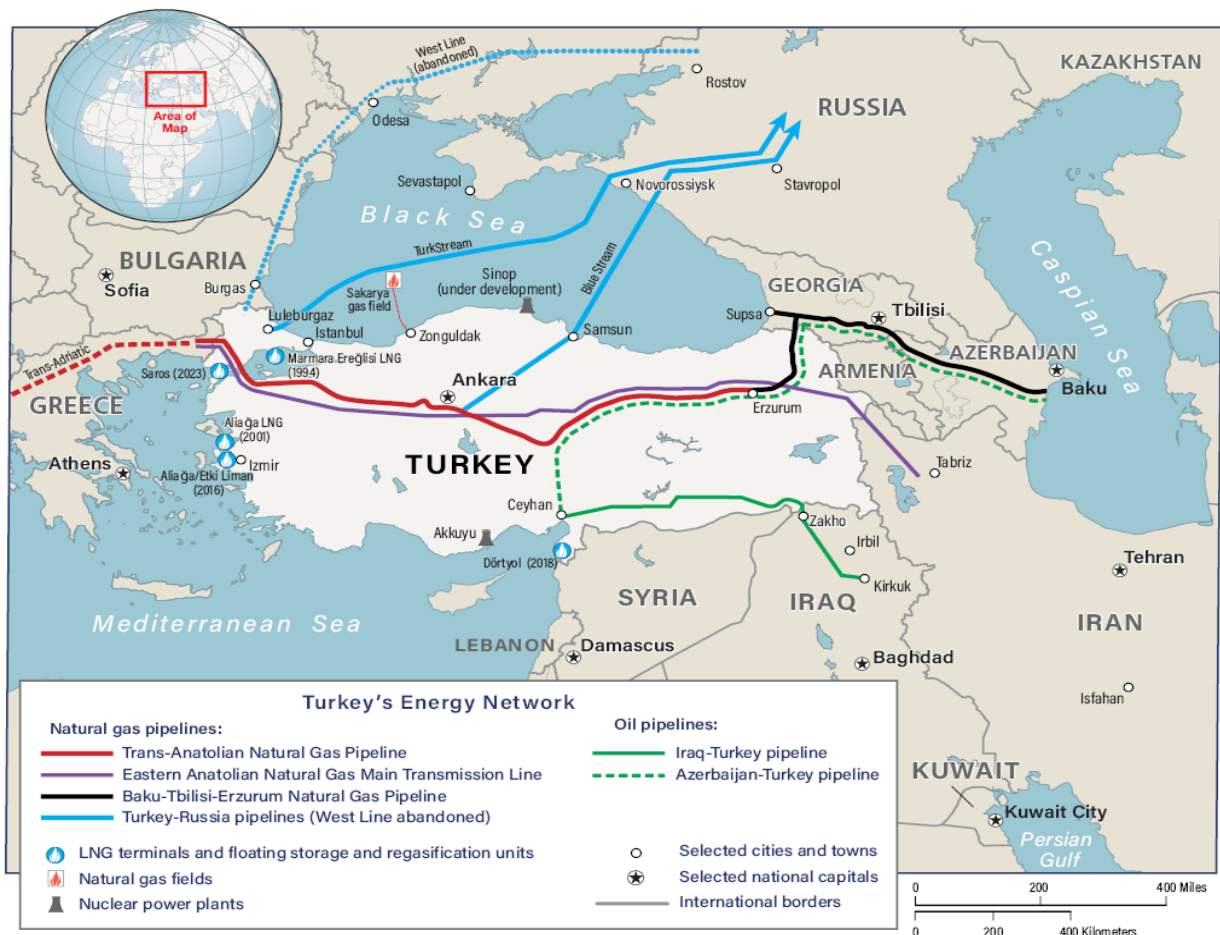 West Line
(abandoned)
Rostov
KAZAKHSTAN
Area of
Map
Odesa
RUSSIA
Sevastapol
Novorossiysk
Stavropol
Black Sea
TurkStream
Blue Stream
Caspian Sea
BULGARIA
Sofia
Burgas
Sakarya
gas field
Sinop
(under development)
GEORGIA
Supsa
Tbilisi
Luleburgaz
Istanbul
Zonguldak
Samsun
Trans-Adriatic
Marmara Ereğlisi LNG
(1994)
Saros (2023)
AZERBAIJAN
ARMENIA
Baku
Ankara
GREECE
Erzurum
Aliağa LNG
(2001)
Athens
Izmir
Aliağa/Etki Liman
(2016)
TURKEY
Tabriz
Ceyhan
Akkuyu
Zakho
Irbil
Dörtyol (2018)
Kirkuk
Tehran
Mediterranean Sea
SYRIA
IRAQ
IRAN
LEBANON
Damascus
Baghdad
Isfahan
KUWAIT
Kuwait City
Persian
Gulf
Turkey's Energy Network
Natural gas pipelines:
Trans-Anatolian Natural Gas Pipeline
Eastern Anatolian Natural Gas Main Transmission Line
Baku-Tbilisi-Erzurum Natural Gas Pipeline
Turkey-Russia pipelines (West Line abandoned)
Oil pipelines:
Iraq-Turkey pipeline
Azerbaijan-Turkey pipeline
LNG terminals and floating storage and regasification units
Natural gas fields
Nuclear power plants
Selected cities and towns
Selected national capitals
International borders
0 200 400 Miles
0 200 400 Kilometers